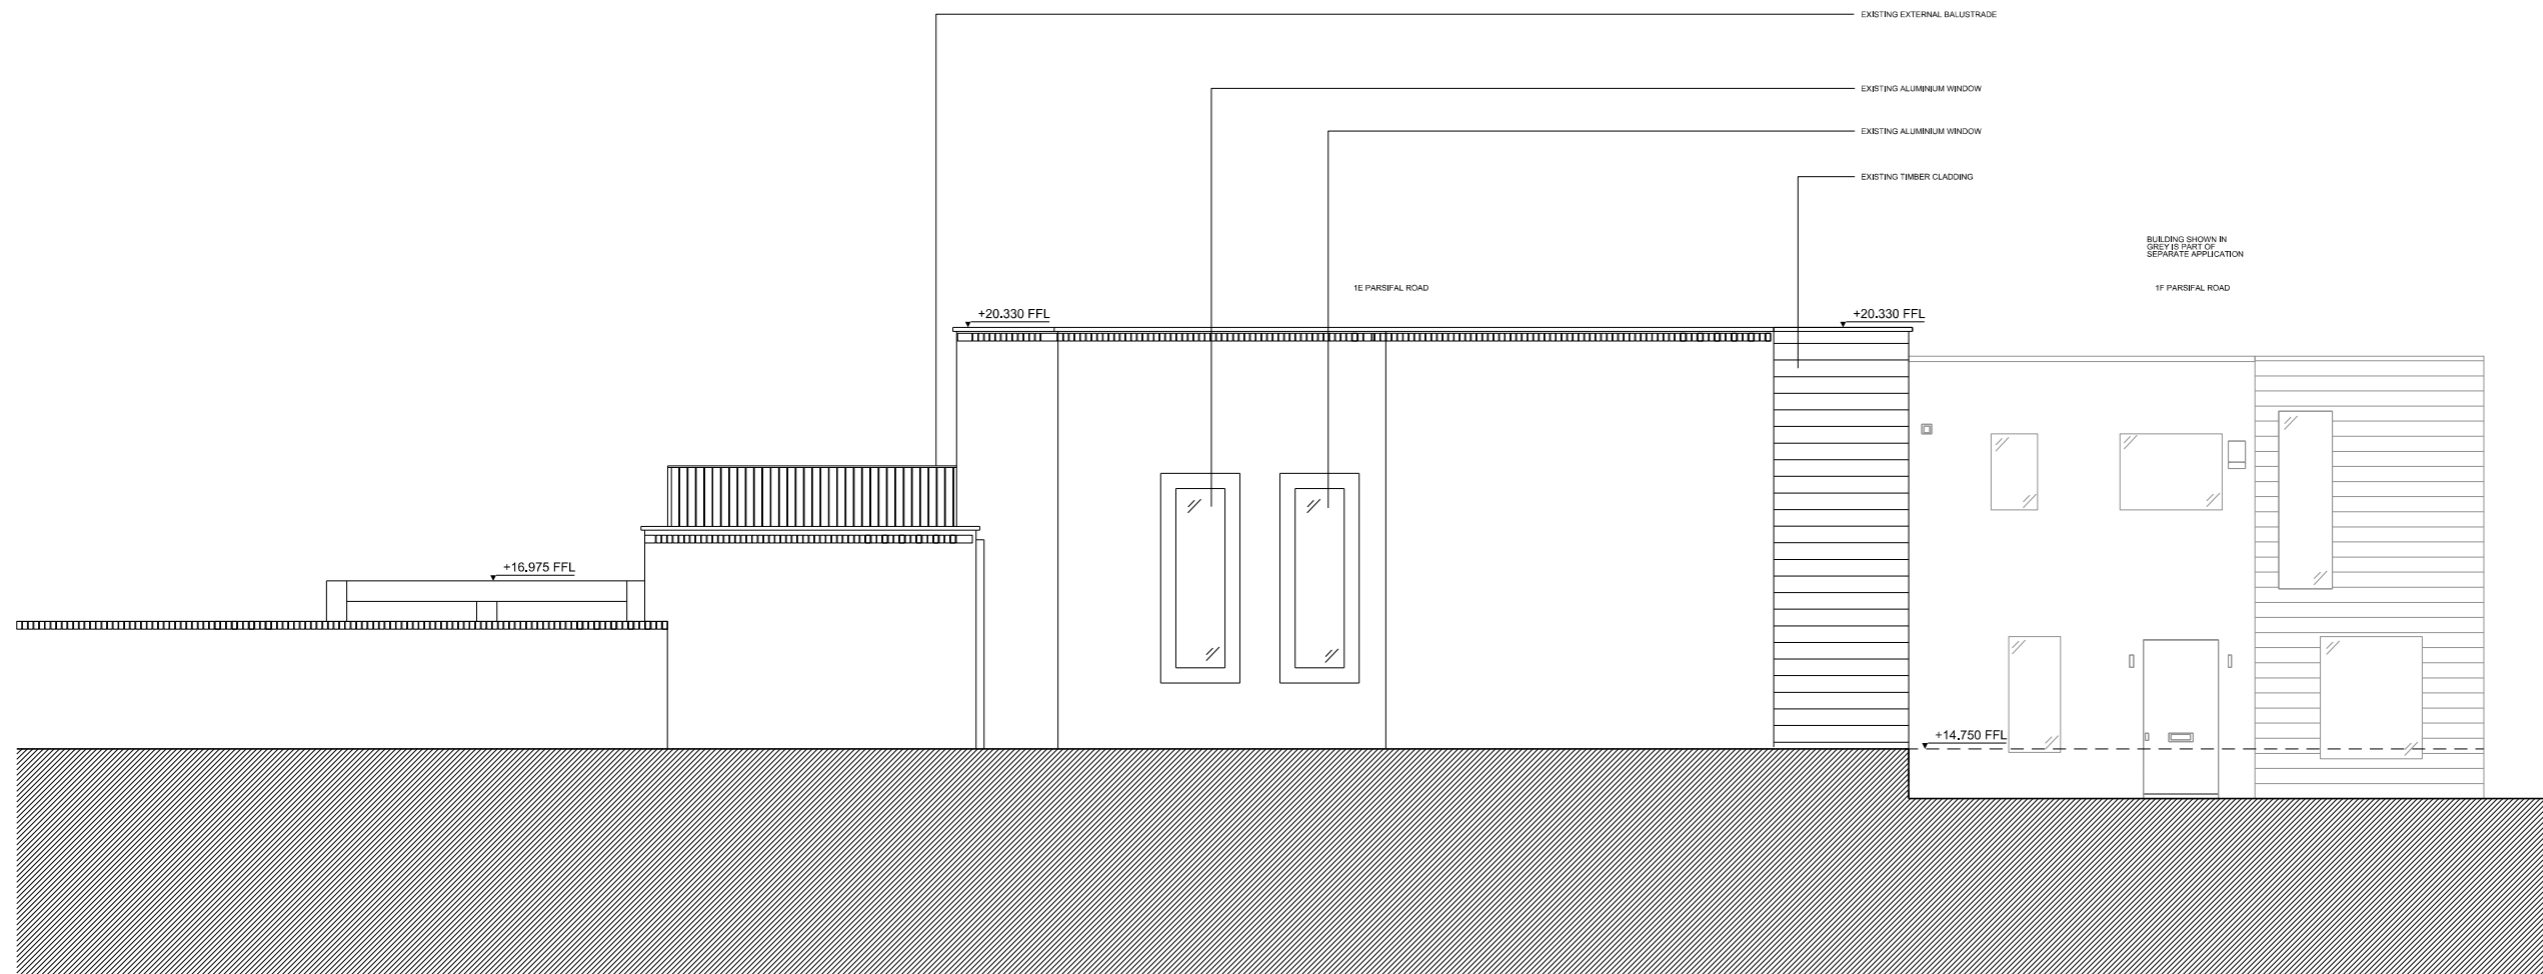 EXISTING EXTERNAL BALUSTRADE
EXISTING ALUMINIUM WINDOW
EXISTING ALUMINIUM WINDOW
EXISTING TIMBER CLADDING
BUILDING SHOWN IN
GREY IS PART OF
SEPARATE APPLICATION
1E PARSIFAL ROAD
1F PARSIFAL ROAD
+20.330 FFL
+20.330 FFL
+16.975 FFL
+14.750 FFL